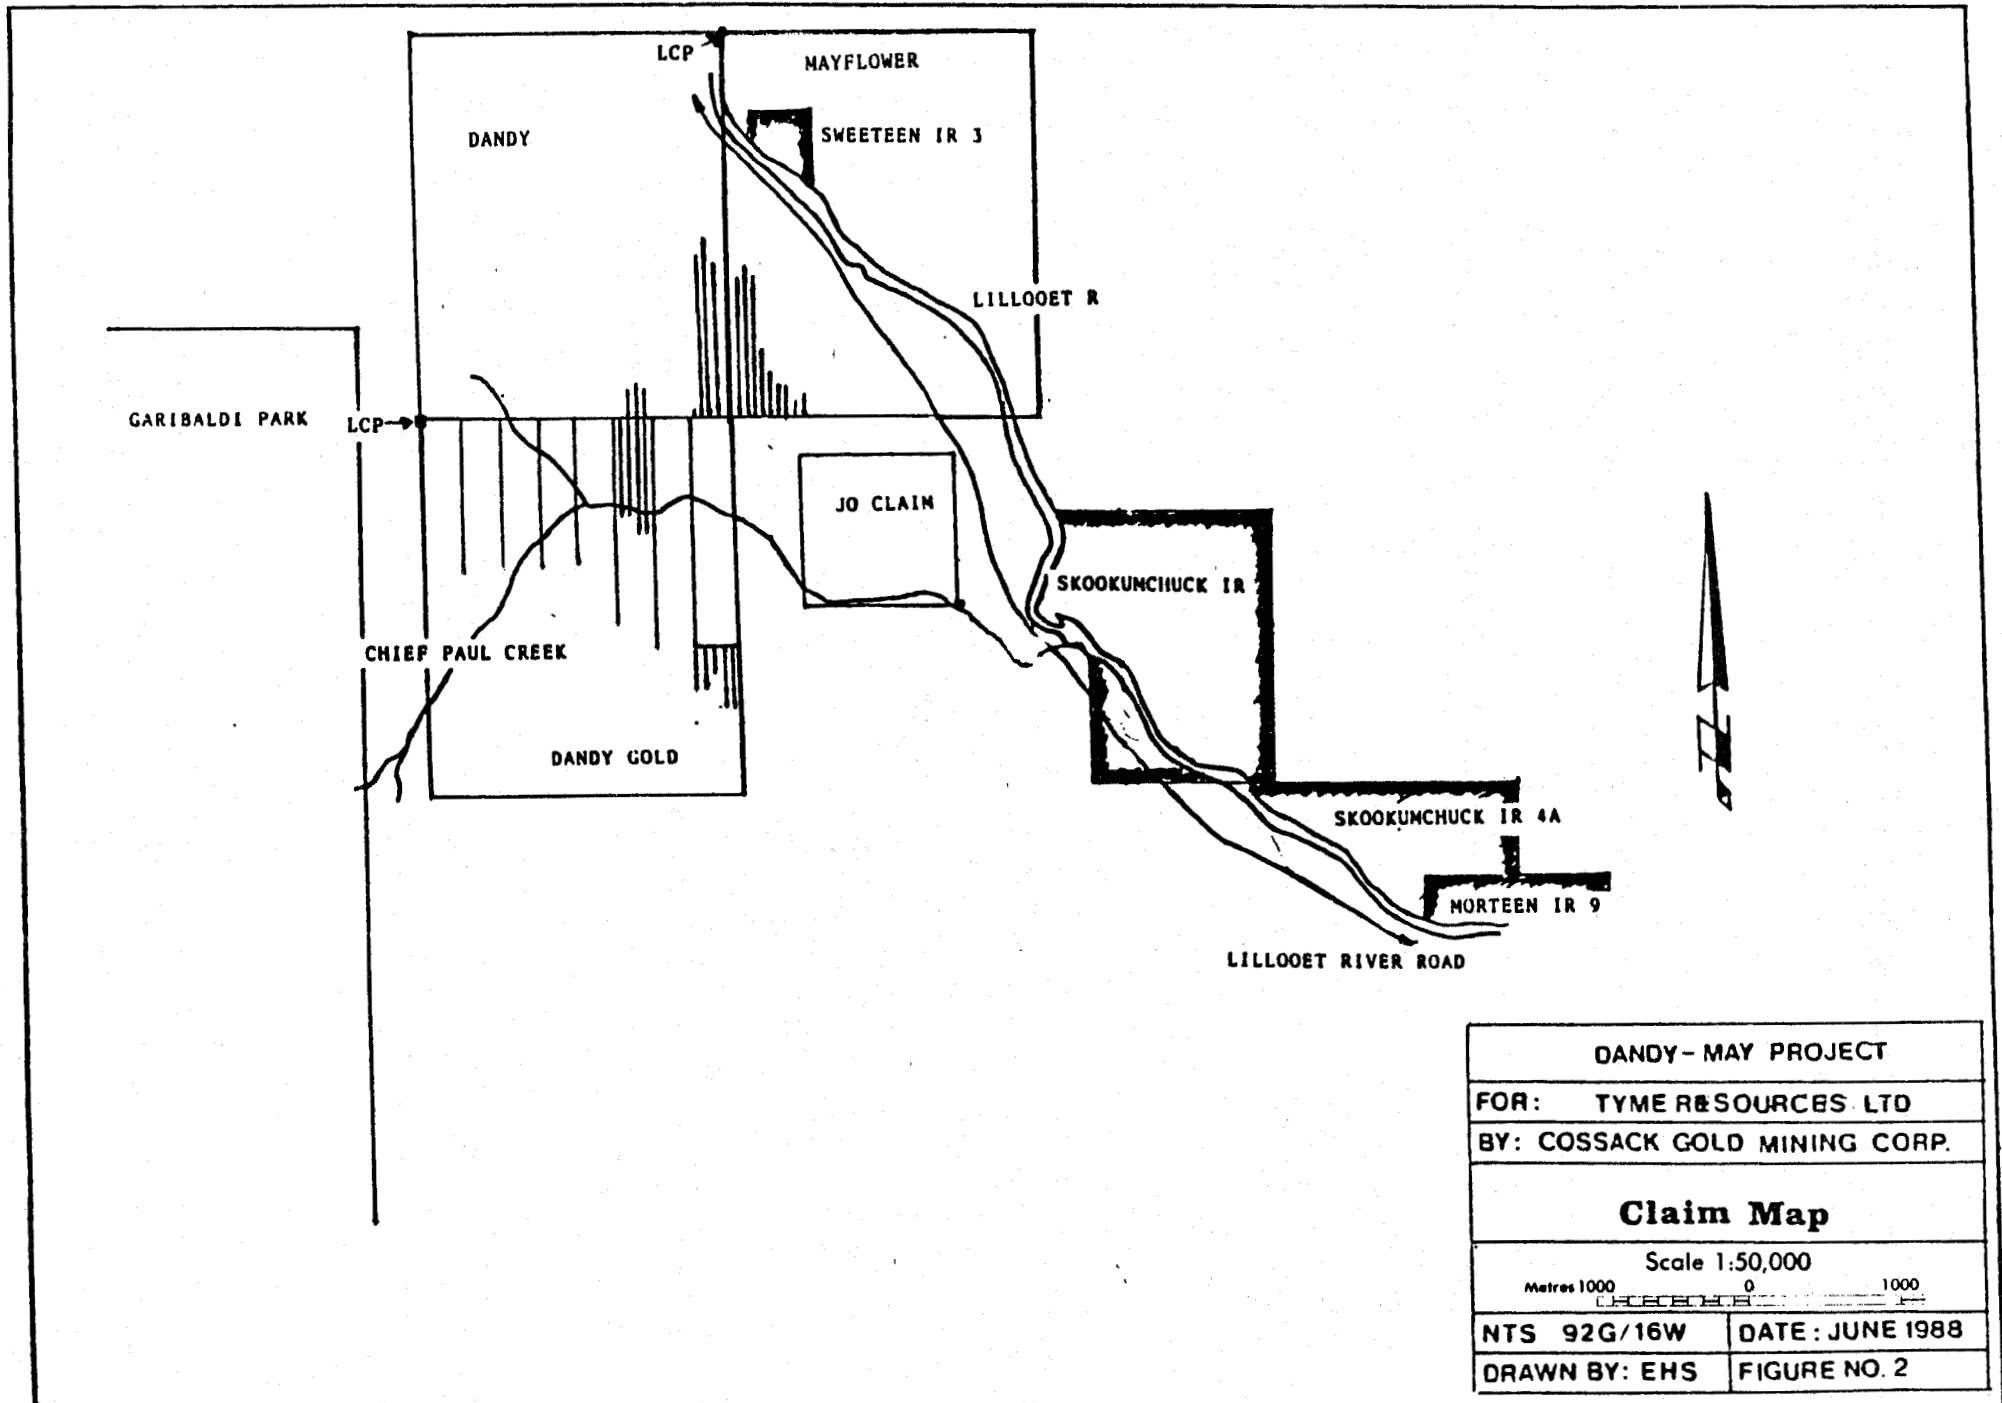 LCP
MAYFLOWER
DANDY
SWEETEEN IR 3
LILLOOET R
GARIBALDI PARK
LCP
JO CLAIM
SKOOKUMCHUCK IR
CHIEF PAUL CREEK
DANDY GOLD
SKOOKUMCHUCK IR 4A
MORTEEN IR 9
LILLOOET RIVER ROAD
DANDY-MAY PROJECT
FOR: TYME RESOURCES LTD
BY: COSSACK GOLD MINING CORP.
Claim Map
Scale 1:50,000
Metres 1000 0 1000
NTS 92G/16W DATE: JUNE 1988
DRAWN BY: EHS FIGURE NO. 2